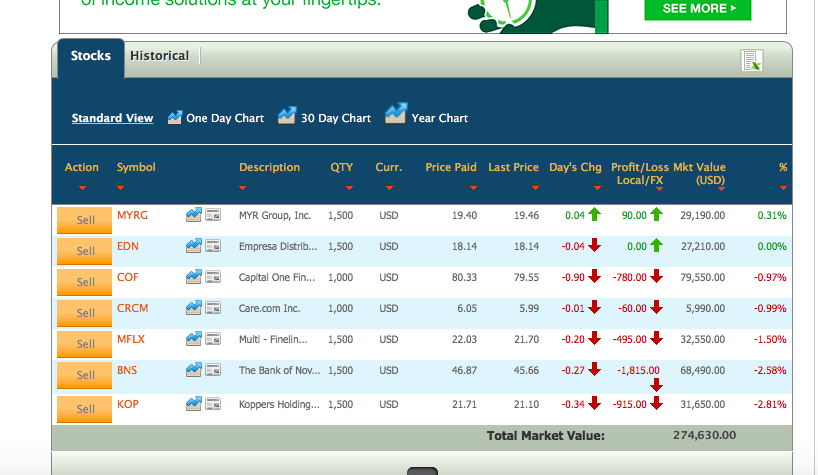 of income solutions at your fingertips.
SEE MORE
Stocks Historical
Standard View One Day Chart 30 Day Chart Year Chart
Action Symbol Description QTY Curr. Price Paid Last Price Day's Chg Profit/Loss Mkt Value %
Local/FX (USD)
Sell MYRG MYR Group, Inc. 1,500 USD 19.40 19.46 0.04 90.00 29,190.00 0.31%
Sell EDN Empresa Distrib... 1,500 USD 18.14 18.14 -0.04 0.00 27,210.00 0.00%
Sell COF Capital One Fin... 1,000 USD 80.33 79.55 -0.90 -780.00 79,550.00 -0.97%
Sell CRCM Care.com Inc. 1,000 USD 6.05 5.99 -0.01 -60.00 5,990.00 -0.99%
Sell MFLX Multi - Finelin... 1,500 USD 22.03 21.70 -0.20 -495.00 32,550.00 -1.50%
Sell BNS The Bank of Nov... 1,500 USD 46.87 45.66 -0.27 -1,815.00 68,490.00 -2.58%
Sell KOP Koppers Holding... 1,500 USD 21.71 21.10 -0.34 -915.00 31,650.00 -2.81%
Total Market Value: 274,630.00